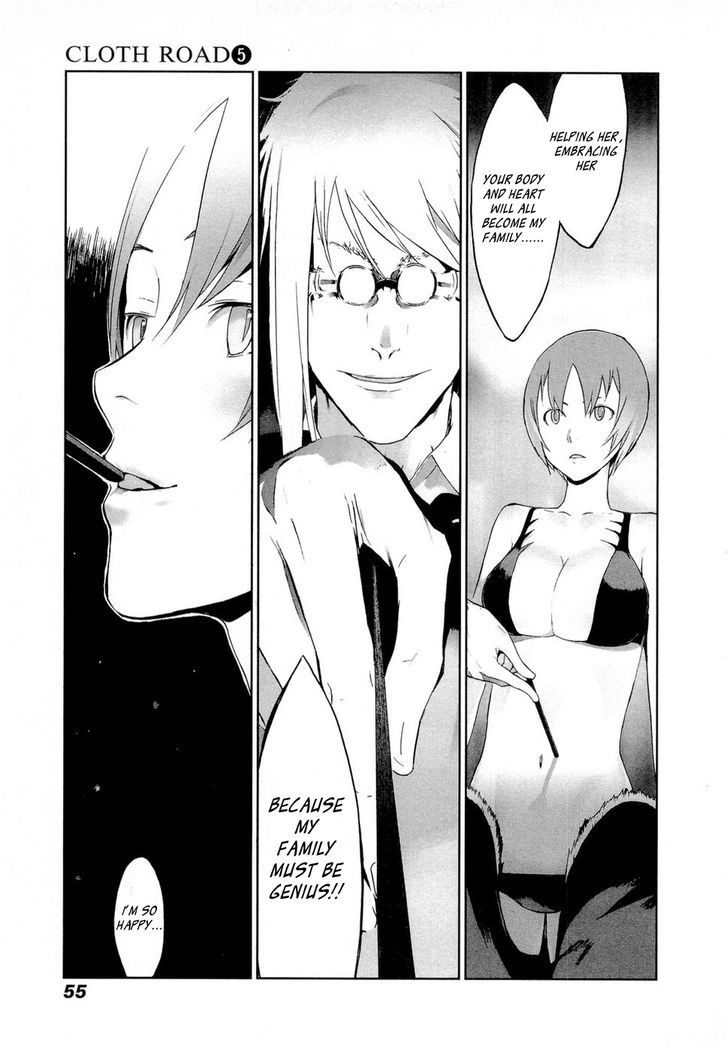 CLOTH ROAD 5
HELPING HER,
EMBRACING
HER
YOUR BODY
AND HEART
WILL ALL
BECOME MY
FAMILY......
BECAUSE
MY
FAMILY
MUST BE
GENIUS!!
I'M SO
HAPPY...
55